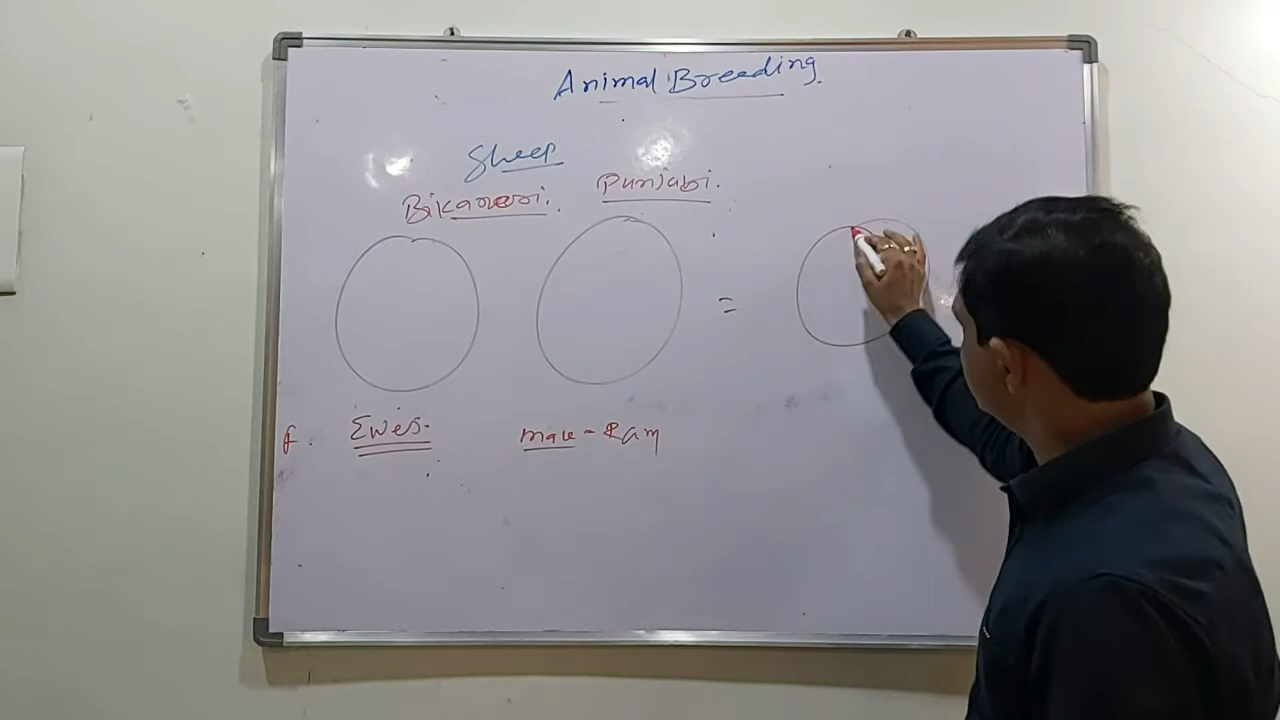 Animal Breeding.
Sheep
Bikaneri. Punjabi.
=
f. Ewes. male = Ram